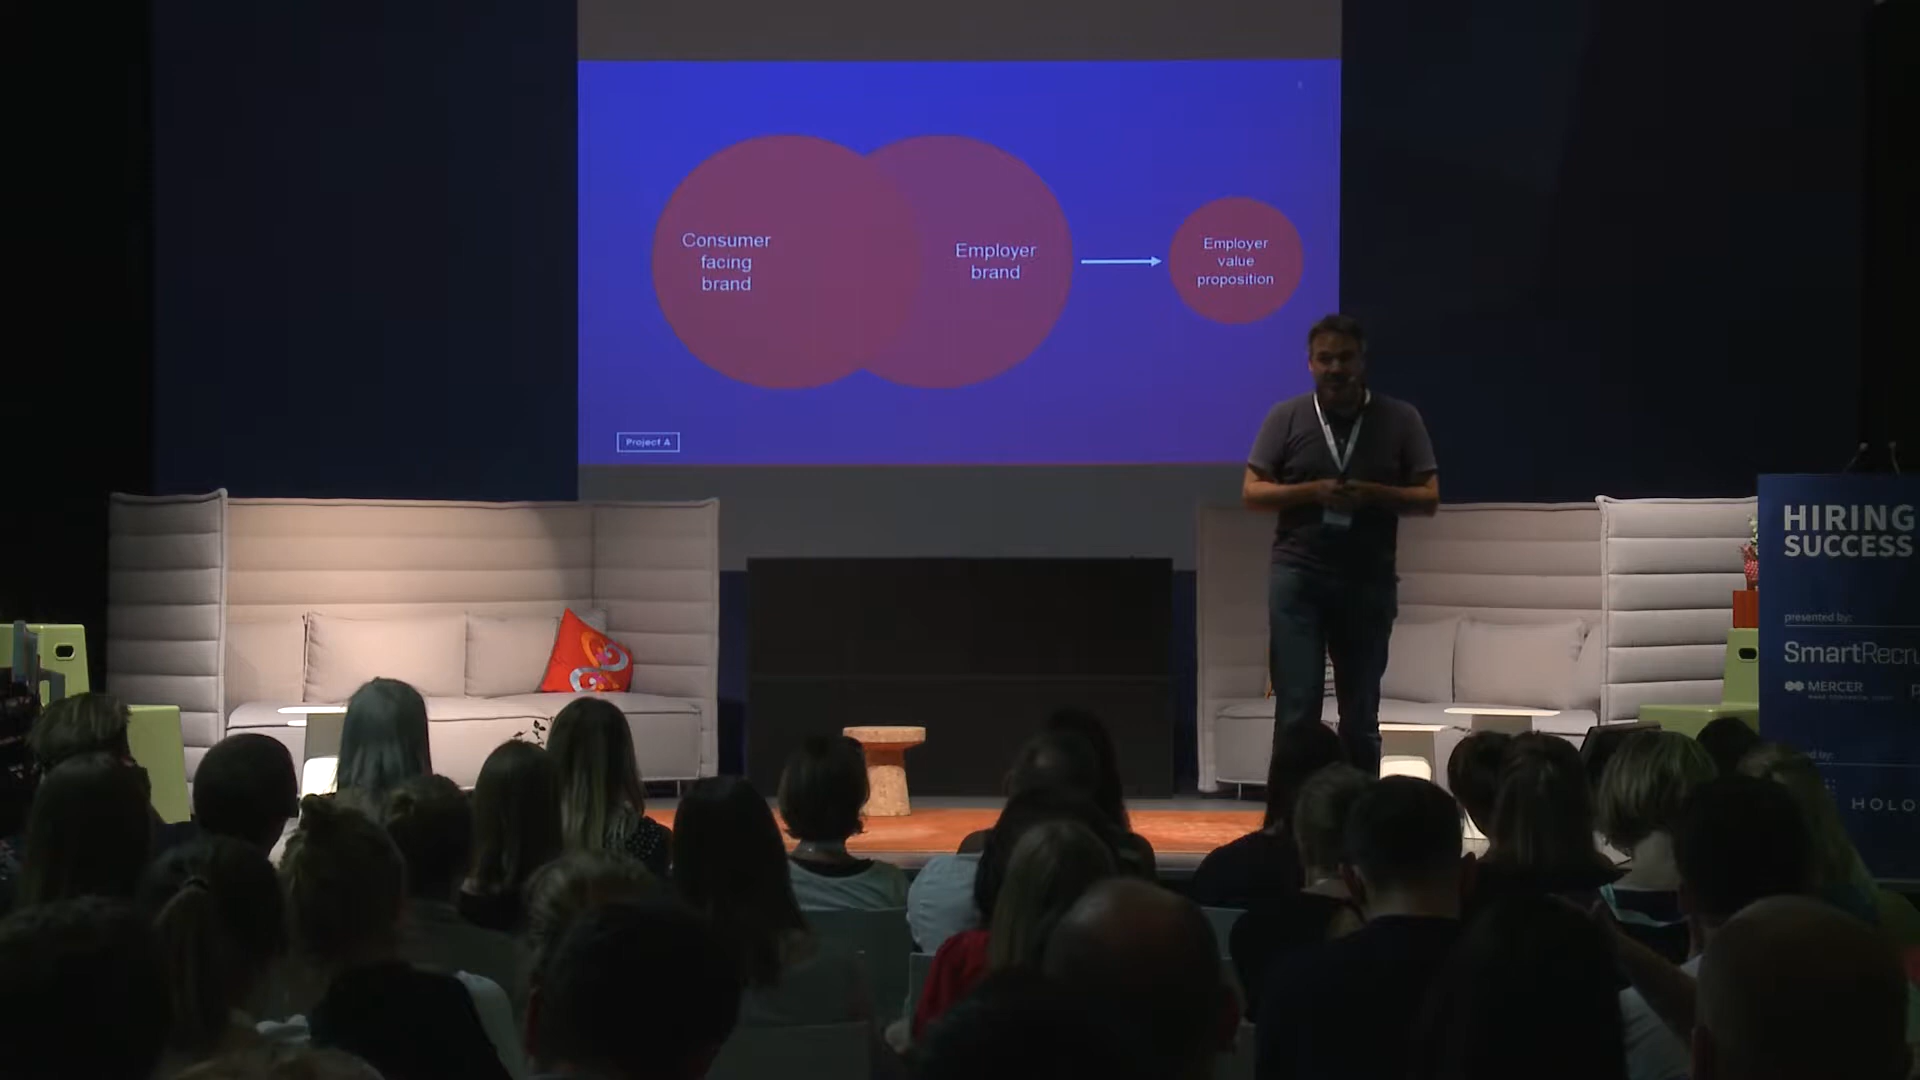 Consumer
facing
brand
Employer
brand
Employer
value
proposition
Project A
HIRING
SUCCESS
presented by:
SmartRecru
MERCER
HOLO